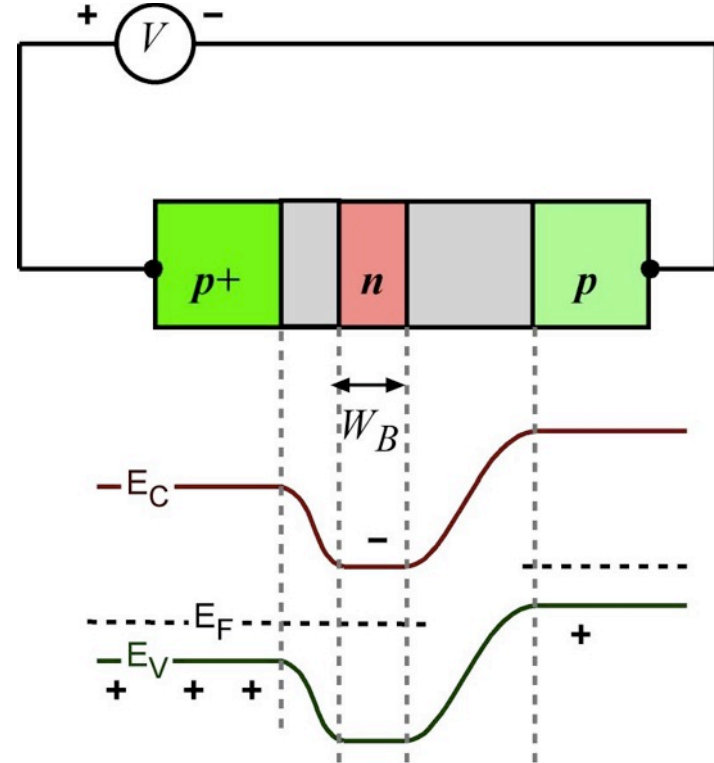 + V −
p+ n p
W_B
E_C
−
E_F
E_V
+
+ + +